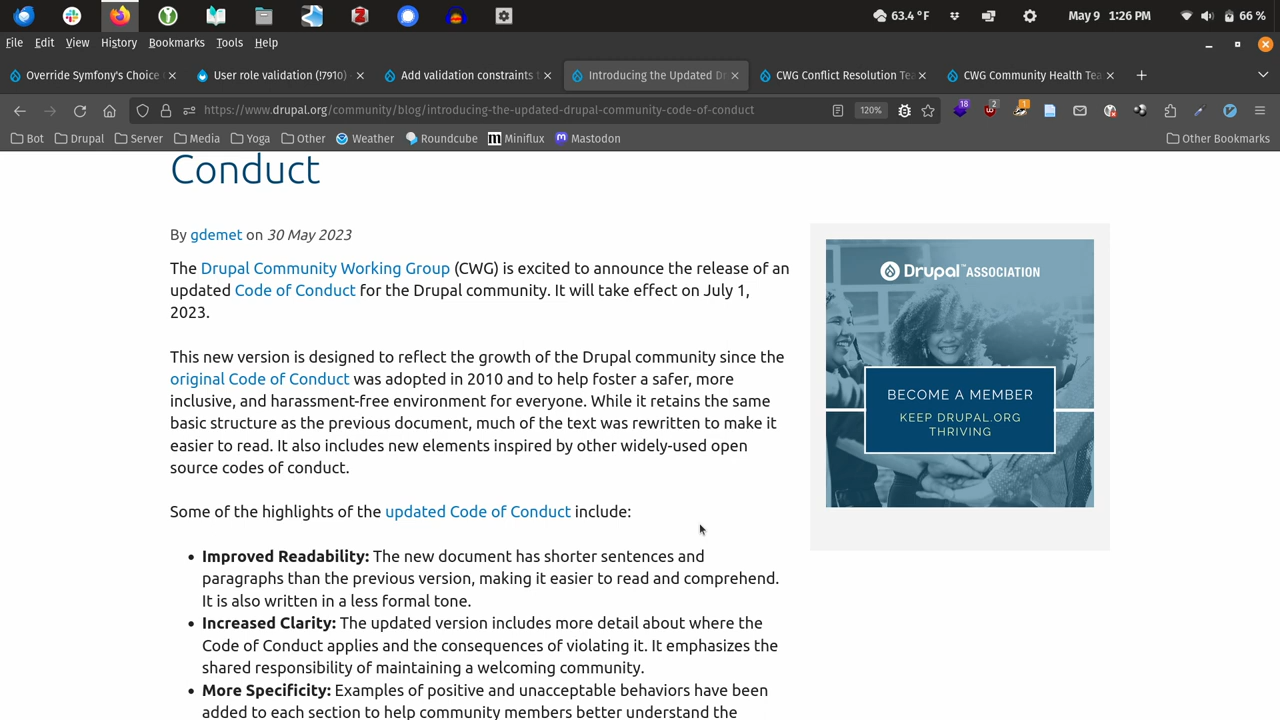 63.4 °F
May 9 1:26 PM
66 %
File Edit View History Bookmarks Tools Help
Override Symfony's Choice
User role validation (!7910)
Add validation constraints t
Introducing the Updated Dr
CWG Conflict Resolution Tea
CWG Community Health Tea
https://www.drupal.org/community/blog/introducing-the-updated-drupal-community-code-of-conduct
120%
18
2
1
Bot Drupal Server Media Yoga Other Weather Roundcube Miniflux Mastodon Other Bookmarks
Conduct
By gdemet on 30 May 2023
The Drupal Community Working Group (CWG) is excited to announce the release of an
updated Code of Conduct for the Drupal community. It will take effect on July 1,
2023.
This new version is designed to reflect the growth of the Drupal community since the
original Code of Conduct was adopted in 2010 and to help foster a safer, more
inclusive, and harassment-free environment for everyone. While it retains the same
basic structure as the previous document, much of the text was rewritten to make it
easier to read. It also includes new elements inspired by other widely-used open
source codes of conduct.
Some of the highlights of the updated Code of Conduct include:
• Improved Readability: The new document has shorter sentences and
paragraphs than the previous version, making it easier to read and comprehend.
It is also written in a less formal tone.
• Increased Clarity: The updated version includes more detail about where the
Code of Conduct applies and the consequences of violating it. It emphasizes the
shared responsibility of maintaining a welcoming community.
• More Specificity: Examples of positive and unacceptable behaviors have been
added to each section to help community members better understand the
Drupal™ ASSOCIATION
BECOME A MEMBER
KEEP DRUPAL.ORG
THRIVING